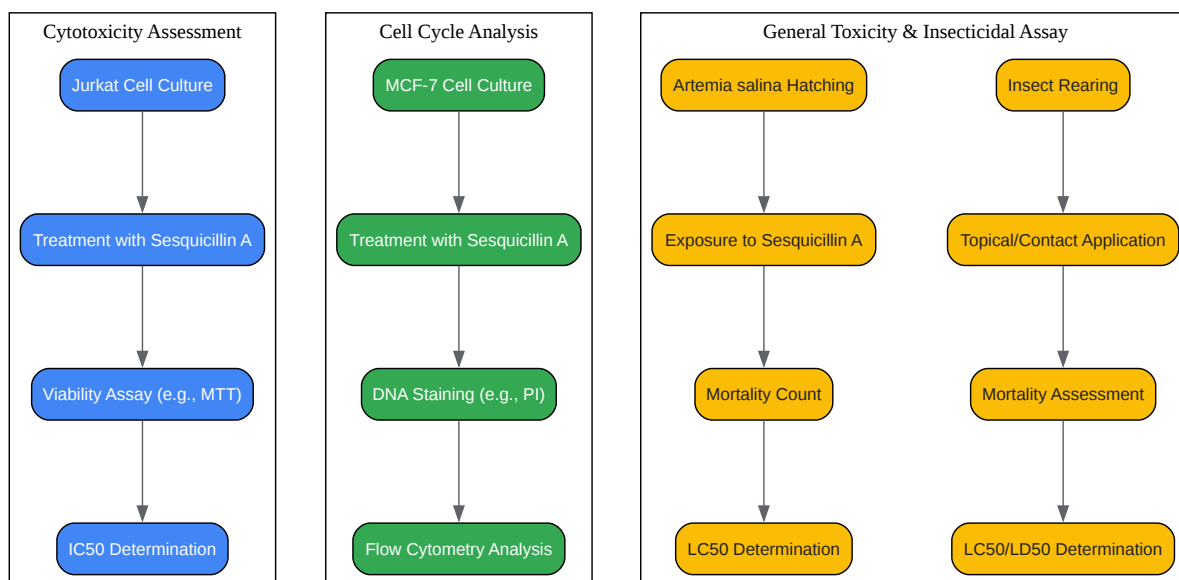 Cytotoxicity Assessment
Jurkat Cell Culture
Treatment with Sesquicillin A
Viability Assay (e.g., MTT)
IC50 Determination
Cell Cycle Analysis
MCF-7 Cell Culture
Treatment with Sesquicillin A
DNA Staining (e.g., PI)
Flow Cytometry Analysis
General Toxicity & Insecticidal Assay
Artemia salina Hatching
Exposure to Sesquicillin A
Mortality Count
LC50 Determination
Insect Rearing
Topical/Contact Application
Mortality Assessment
LC50/LD50 Determination